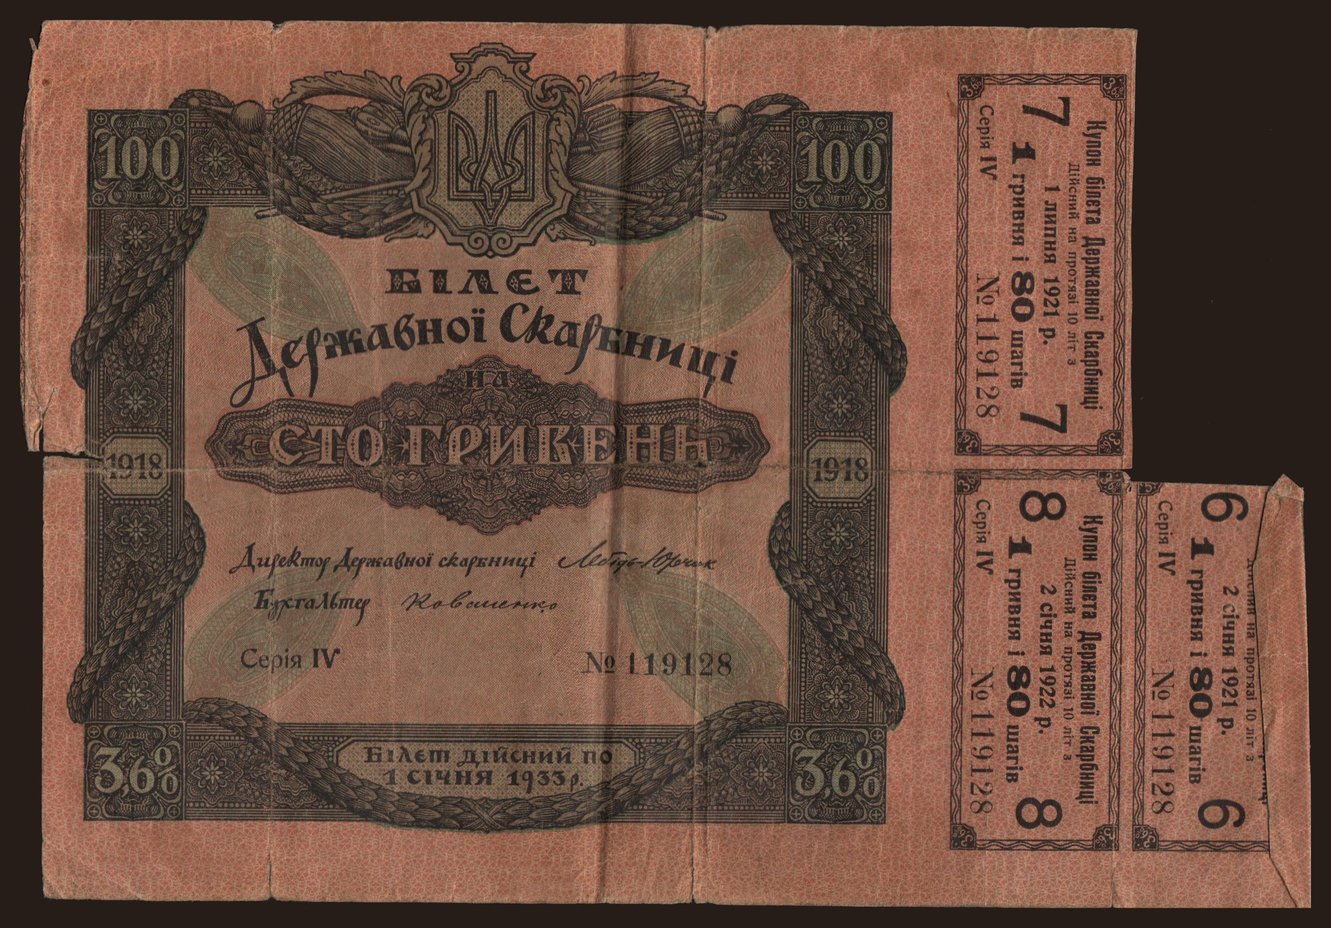 100
100
БІЛЕТ
Державної Скарбниці
НА
СТО ГРИВЕНЬ
1918
1918
Директор Державної скарбниці
Бухгальтер
Серія IV
№ 119128
3,6%
3,6%
БІЛЕТ ДІЙСНИЙ ПО
1 СІЧНЯ 1933 р.
Купон білета Державної Скарбниці
Дійсний на протязі 10 літ з
7 1 липня 1921 р. 7
1 гривня і 80 шагів
Серія IV № 119128
Купон білета Державної Скарбниці
Дійсний на протязі 10 літ з
8 2 січня 1922 р. 8
1 гривня і 80 шагів
Серія IV № 119128
на протязі 10 літ з
6 2 січня 1921 р. 6
1 гривня і 80 шагів
Серія IV № 119128